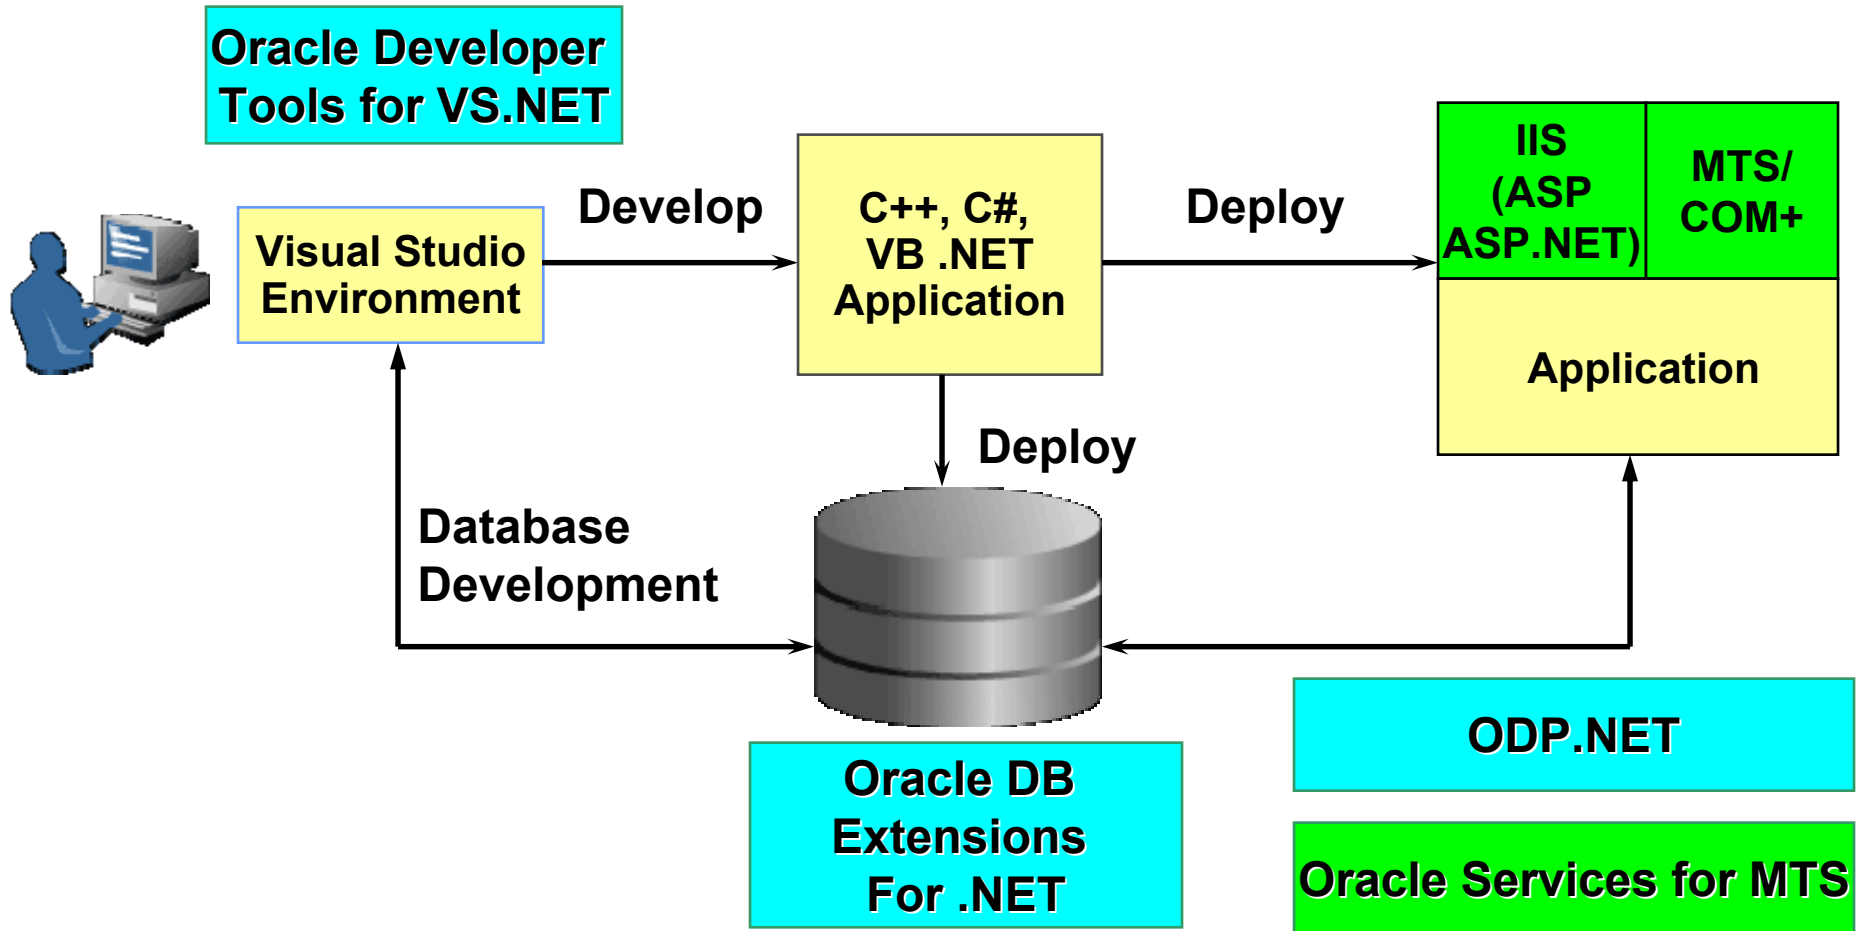 Oracle Developer
Tools for VS.NET
Visual Studio
Environment
Develop
C++, C#,
VB .NET
Application
Deploy
IIS
(ASP
ASP.NET)
MTS/
COM+
Application
Deploy
Database
Development
Oracle DB
Extensions
For .NET
ODP.NET
Oracle Services for MTS